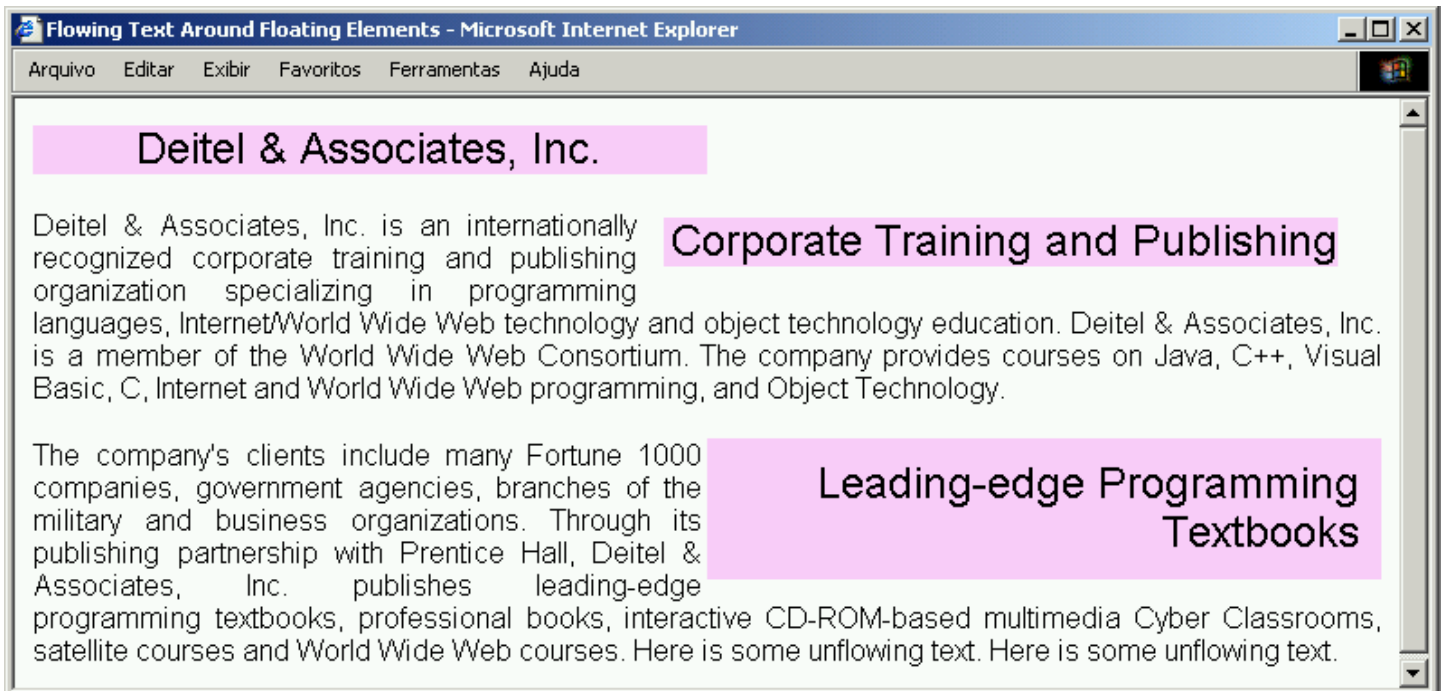 Flowing Text Around Floating Elements - Microsoft Internet Explorer
Arquivo Editar Exibir Favoritos Ferramentas Ajuda
Deitel & Associates, Inc.
Deitel & Associates, Inc. is an internationally
recognized corporate training and publishing
organization specializing in programming
Corporate Training and Publishing
languages, Internet/World Wide Web technology and object technology education. Deitel & Associates, Inc.
is a member of the World Wide Web Consortium. The company provides courses on Java, C++, Visual
Basic, C, Internet and World Wide Web programming, and Object Technology.
The company's clients include many Fortune 1000
companies, government agencies, branches of the
military and business organizations. Through its
publishing partnership with Prentice Hall, Deitel &
Associates, Inc. publishes leading-edge
Leading-edge Programming
Textbooks
programming textbooks, professional books, interactive CD-ROM-based multimedia Cyber Classrooms,
satellite courses and World Wide Web courses. Here is some unflowing text. Here is some unflowing text.